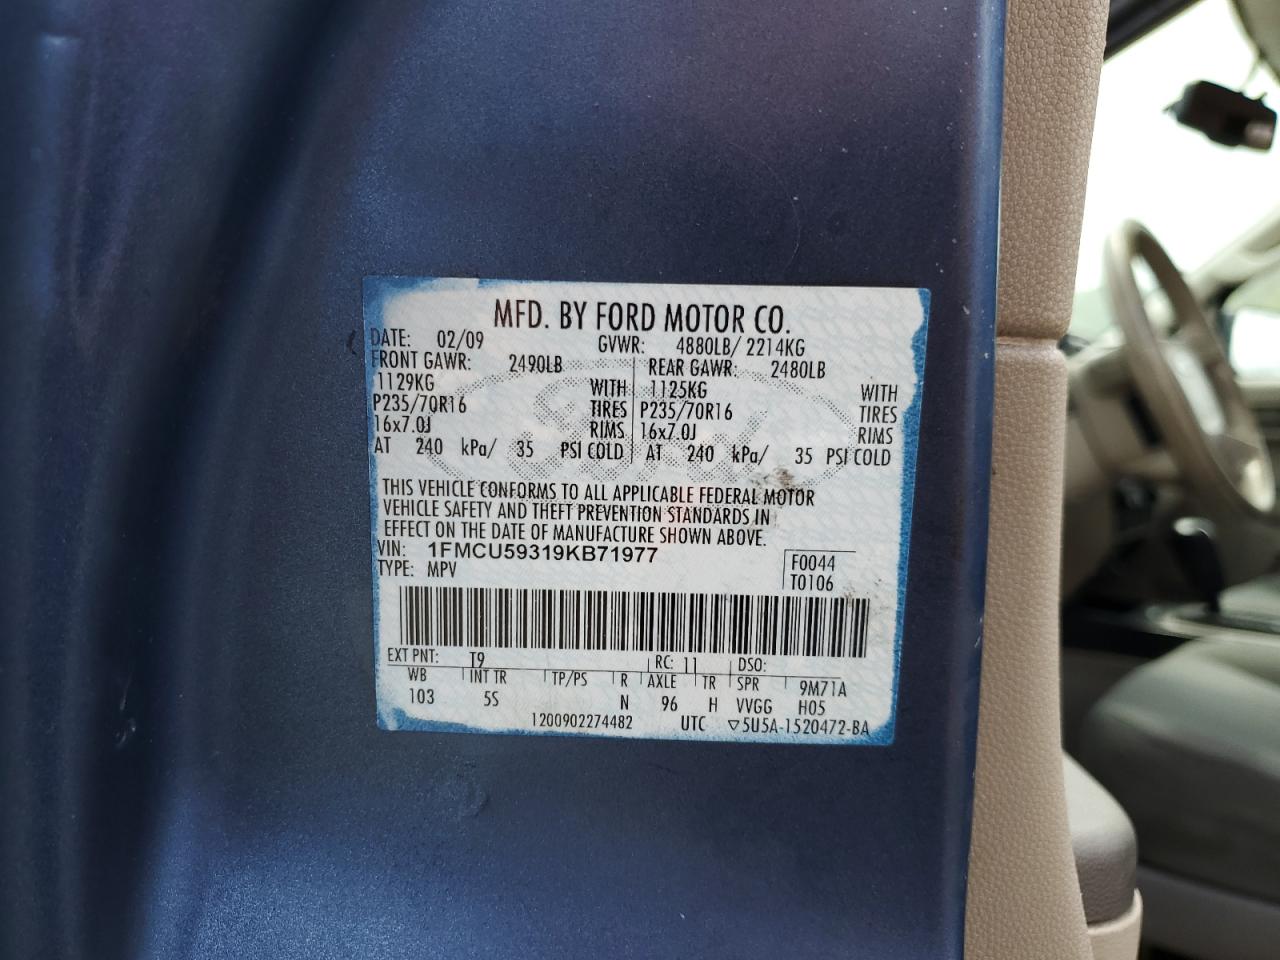 MFD. BY FORD MOTOR CO.
DATE: 02/09 GVWR: 4880LB/ 2214KG
FRONT GAWR: 2490LB REAR GAWR: 2480LB
1129KG WITH 1125KG WITH
P235/70R16 TIRES P235/70R16 TIRES
16x7.0J RIMS 16x7.0J RIMS
AT 240 kPa/ 35 PSI COLD AT 240 kPa/ 35 PSI COLD
THIS VEHICLE CONFORMS TO ALL APPLICABLE FEDERAL MOTOR
VEHICLE SAFETY AND THEFT PREVENTION STANDARDS IN
EFFECT ON THE DATE OF MANUFACTURE SHOWN ABOVE.
VIN: 1FMCU59319KB71977 F0044
TYPE: MPV T0106
EXT PNT: T9 RC: 11 DSO:
WB INT TR TP/PS R AXLE TR SPR 9M71A
103 5S N 96 H VVGG H05
1200902274482 UTC ▽5U5A-1520472-BA